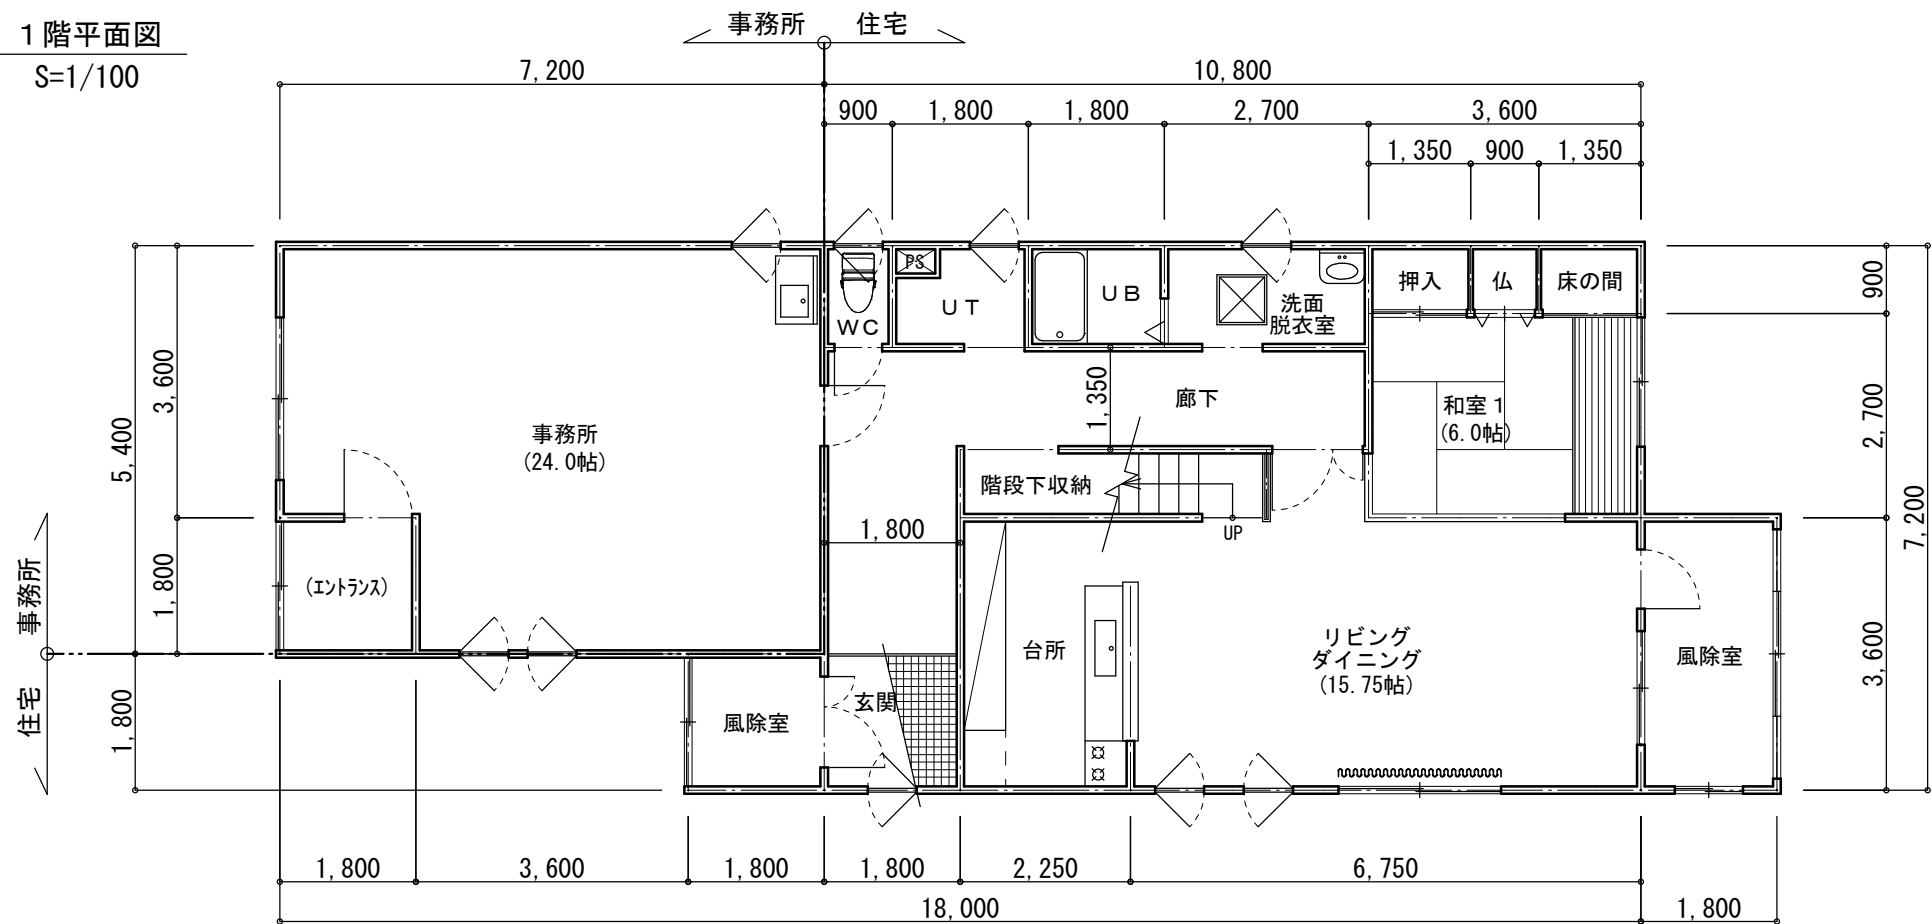 1階平面図
S=1/100
事務所 住宅
7,200
10,800
900
1,800
1,800
2,700
3,600
1,350
900
1,350
PS
押入
仏
床の間
UB
UT
洗面
脱衣室
WC
900
3,600
5,400
1,350
廊下
和室1
(6.0帖)
2,700
事務所
(24.0帖)
階段下収納
UP
7,200
1,800
事務所
1,800
(エントランス)
台所
リビング
ダイニング
(15.75帖)
風除室
3,600
住宅
1,800
風除室
玄関
1,800
3,600
1,800
1,800
2,250
6,750
18,000
1,800